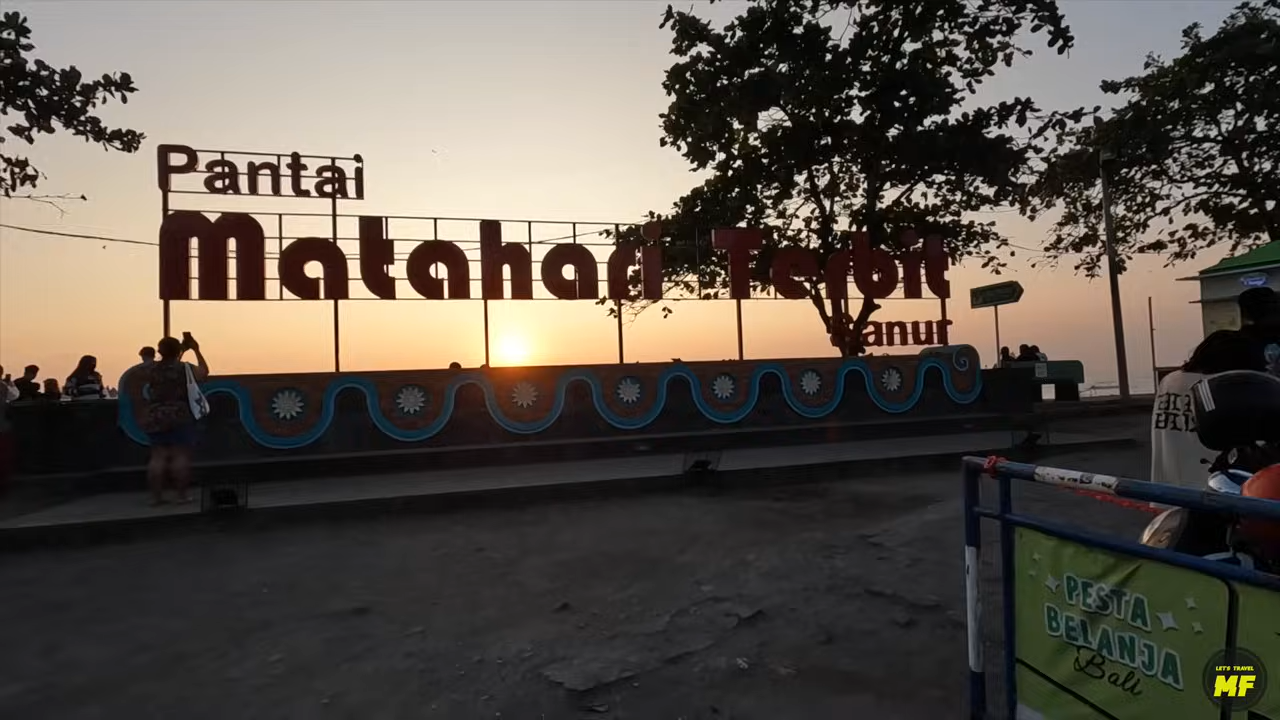 Pantai
Matahari Terbit
Sanur
PESTA
BELANJA
Bali
LET'S TRAVEL
MF